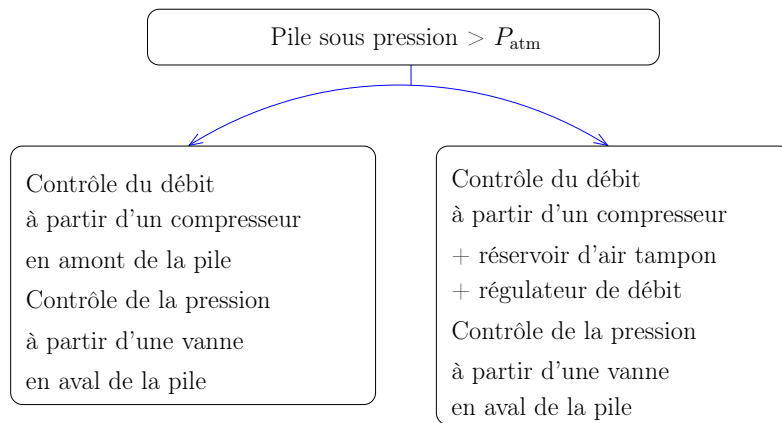 Pile sous pression > P_atm
Contrôle du débit
à partir d'un compresseur
en amont de la pile
Contrôle de la pression
à partir d'une vanne
en aval de la pile
Contrôle du débit
à partir d'un compresseur
+ réservoir d'air tampon
+ régulateur de débit
Contrôle de la pression
à partir d'une vanne
en aval de la pile